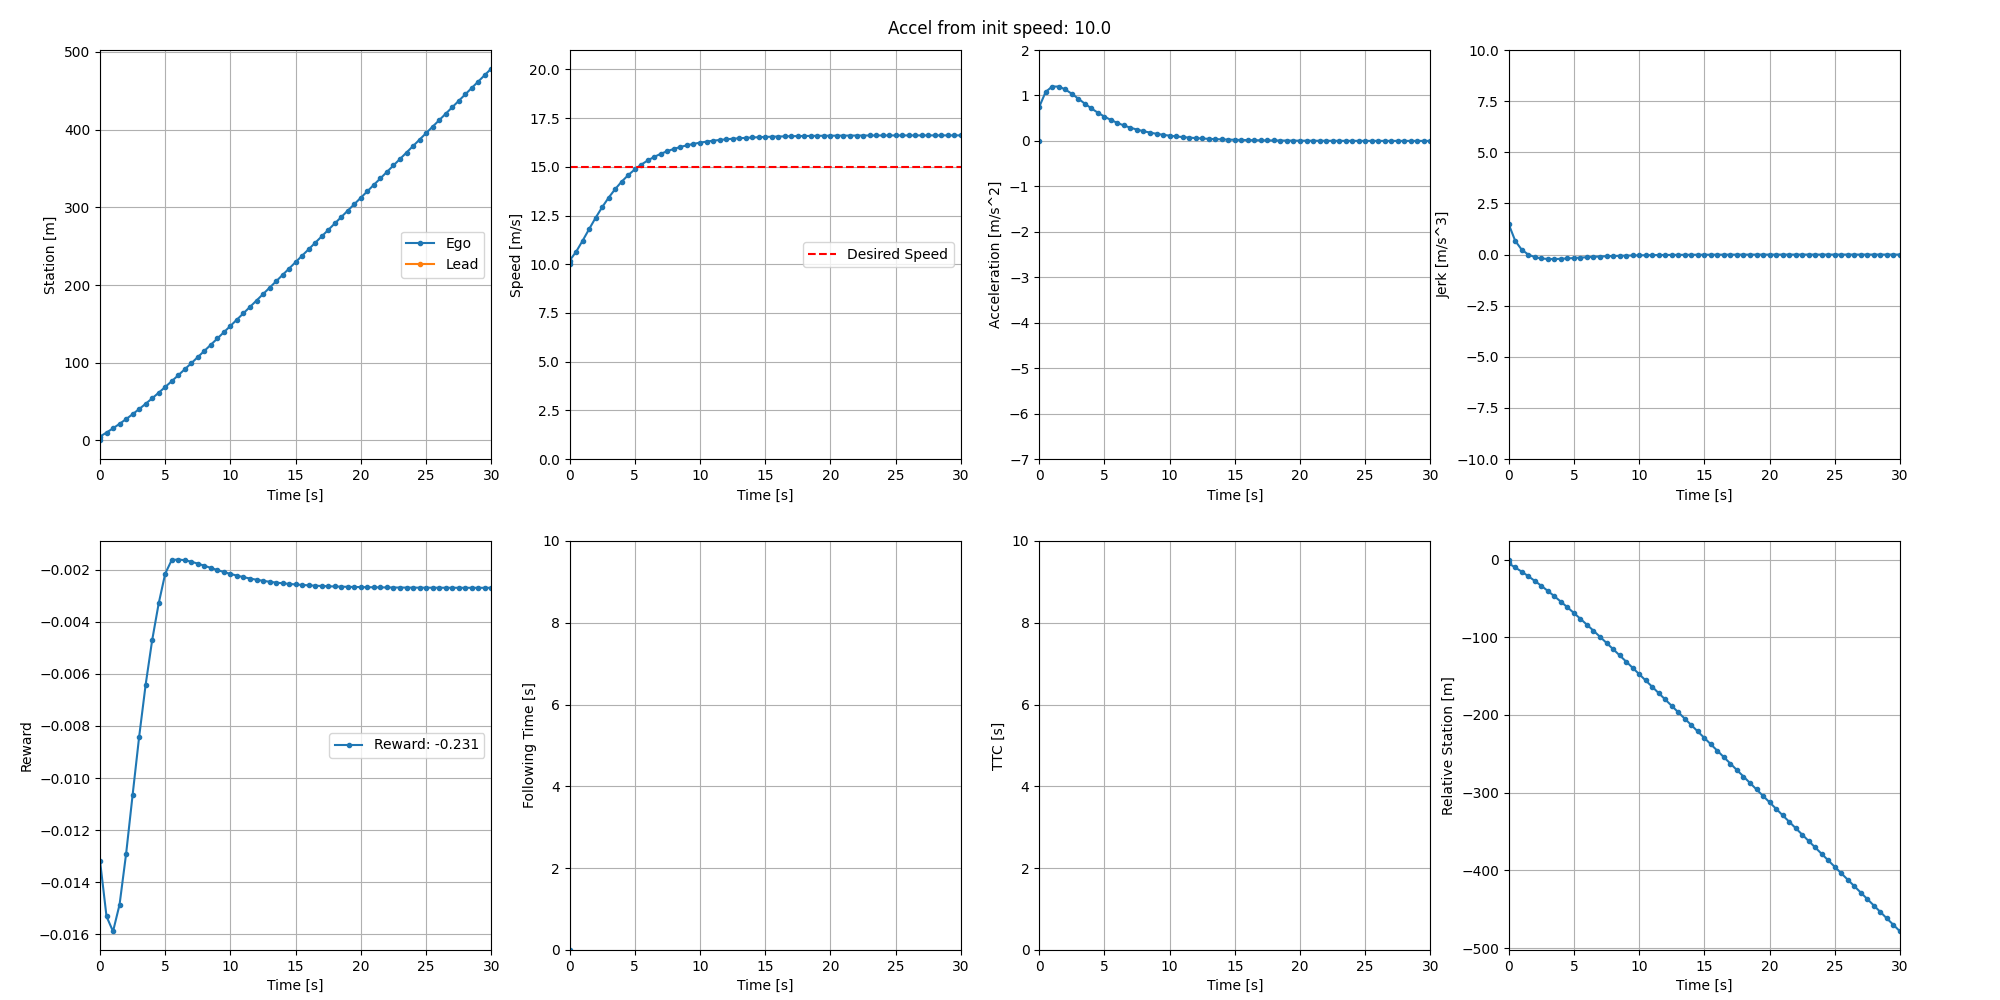 Accel from init speed: 10.0
Station [m]
500
400
300
200
100
0
Ego
Lead
0 5 10 15 20 25 30
Time [s]
Speed [m/s]
20.0
17.5
15.0
12.5
10.0
7.5
5.0
2.5
0.0
Desired Speed
0 5 10 15 20 25 30
Time [s]
Acceleration [m/s^2]
2
1
0
−1
−2
−3
−4
−5
−6
−7
0 5 10 15 20 25 30
Time [s]
Jerk [m/s^3]
10.0
7.5
5.0
2.5
0.0
−2.5
−5.0
−7.5
−10.0
0 5 10 15 20 25 30
Time [s]
Reward
−0.002
−0.004
−0.006
−0.008
−0.010
−0.012
−0.014
−0.016
Reward: -0.231
0 5 10 15 20 25 30
Time [s]
Following Time [s]
10
8
6
4
2
0
0 5 10 15 20 25 30
Time [s]
TTC [s]
10
8
6
4
2
0
0 5 10 15 20 25 30
Time [s]
Relative Station [m]
0
−100
−200
−300
−400
−500
0 5 10 15 20 25 30
Time [s]